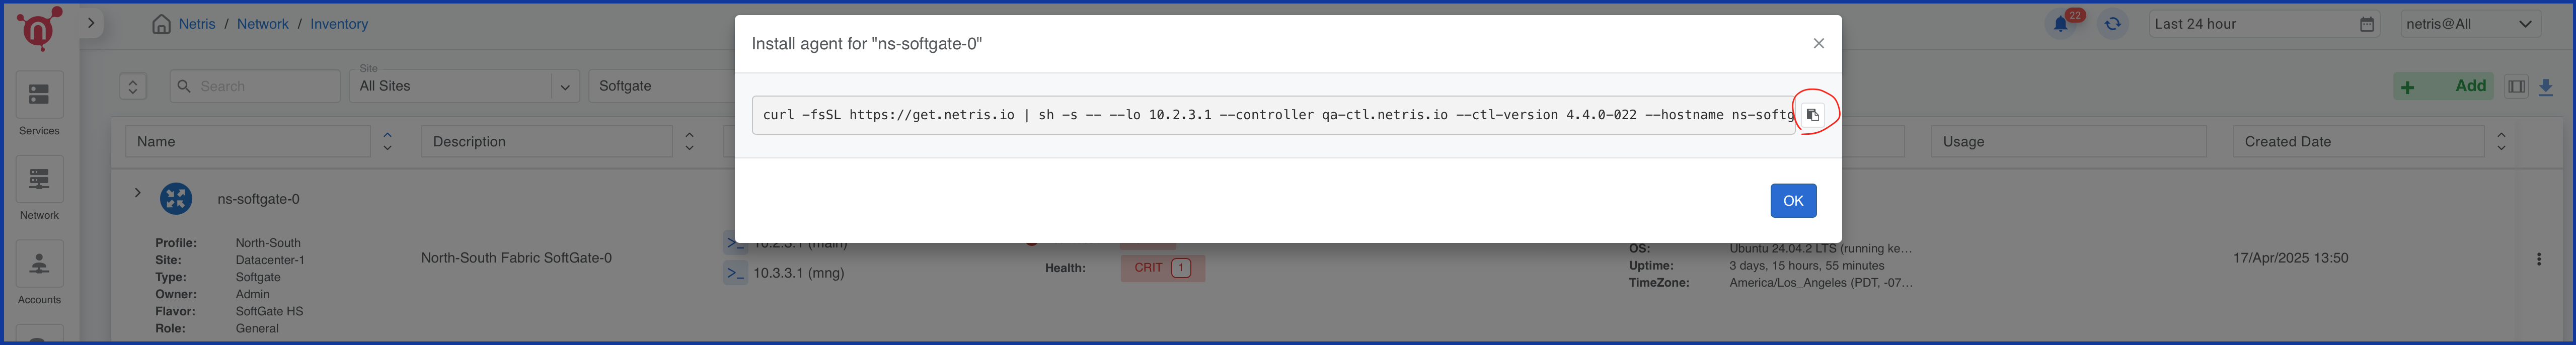 Netris / Network / Inventory
22
Last 24 hour
netris@All
Install agent for "ns-softgate-0"
curl -fsSL https://get.netris.io | sh -s -- --lo 10.2.3.1 --controller qa-ctl.netris.io --ctl-version 4.4.0-022 --hostname ns-softg
OK
Search
Site
All Sites
Softgate
Add
Services
Network
Accounts
Name
Description
Usage
Created Date
ns-softgate-0
Profile: North-South
Site: Datacenter-1
Type: Softgate
Owner: Admin
Flavor: SoftGate HS
Role: General
North-South Fabric SoftGate-0
10.2.3.1 (main)
10.3.3.1 (mng)
Health: CRIT 1
OS: Ubuntu 24.04.2 LTS (running ke...
Uptime: 3 days, 15 hours, 55 minutes
TimeZone: America/Los_Angeles (PDT, -07...
17/Apr/2025 13:50